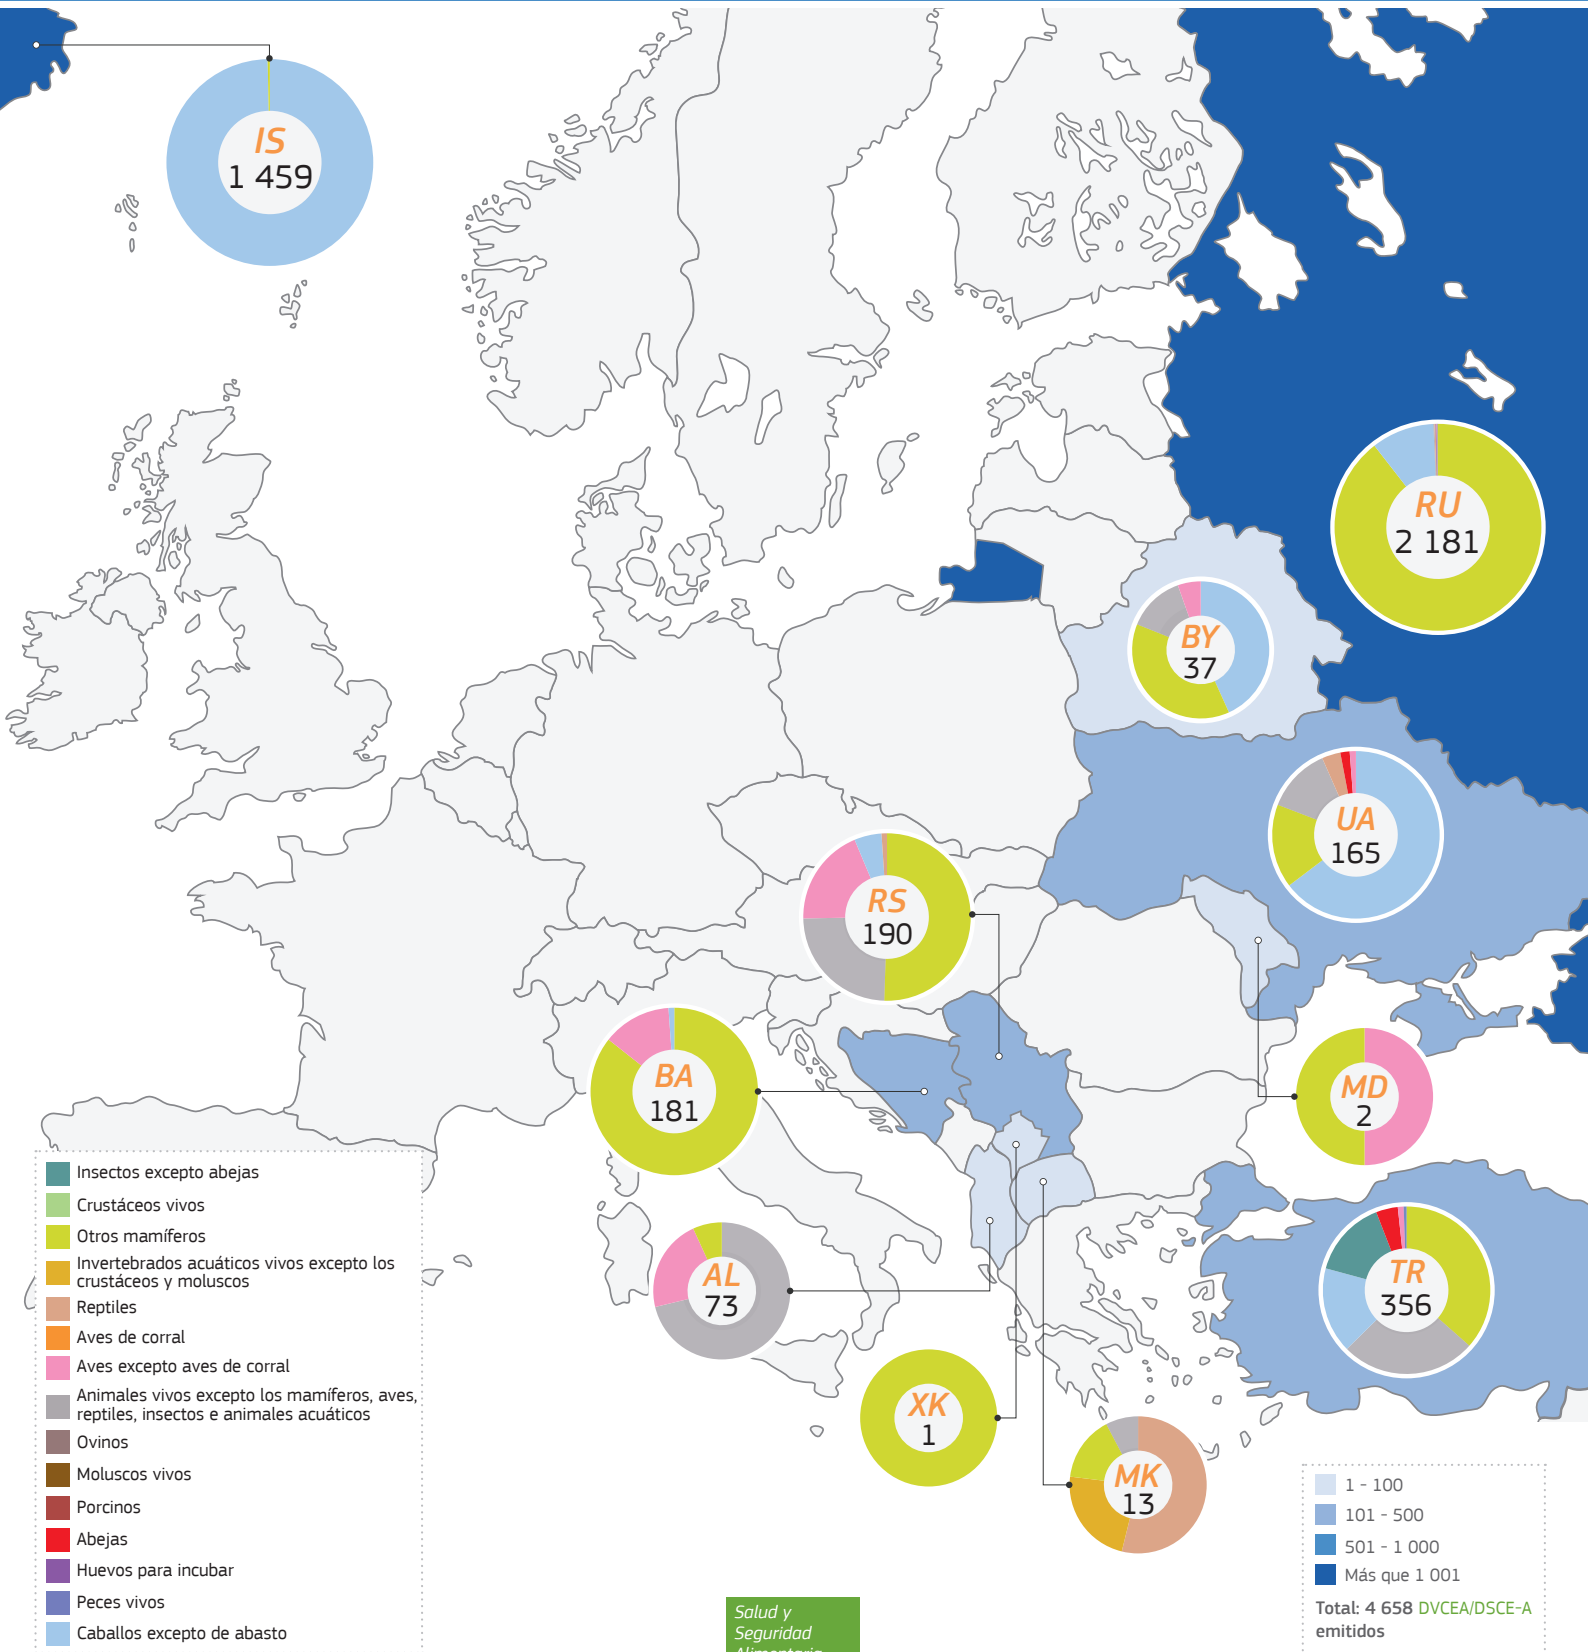 IS
1 459
RU
2 181
BY
37
UA
165
RS
190
BA
181
MD
2
AL
73
TR
356
XK
1
MK
13
Insectos excepto abejas
Crustáceos vivos
Otros mamíferos
Invertebrados acuáticos vivos excepto los
crustáceos y moluscos
Reptiles
Aves de corral
Aves excepto aves de corral
Animales vivos excepto los mamíferos, aves,
reptiles, insectos e animales acuáticos
Ovinos
Moluscos vivos
Porcinos
Abejas
Huevos para incubar
Peces vivos
Caballos excepto de abasto
1 - 100
101 - 500
501 - 1 000
Más que 1 001
Total: 4 658 DVCEA/DSCE-A
emitidos
Salud y
Seguridad
Alimentaria